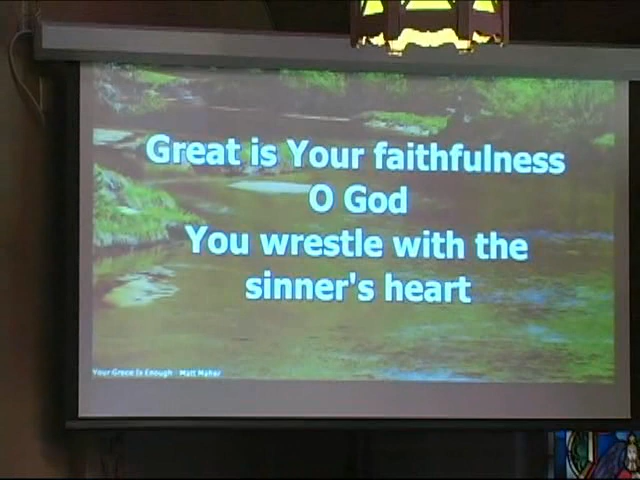 Great is Your faithfulness
O God
You wrestle with the
sinner's heart
Your Grace Is Enough : Matt Maher